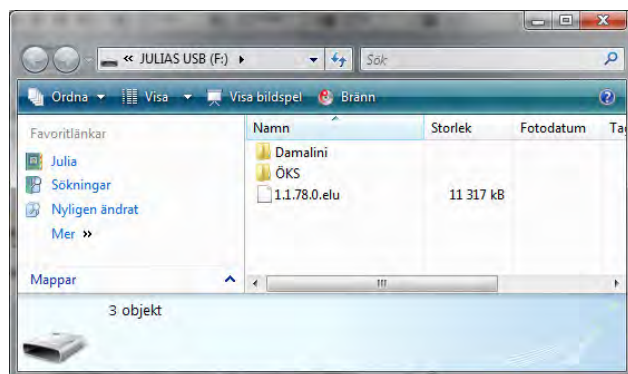 « JULIAS USB (F:)
Sök
Ordna Visa Visa bildspel Bränn
Favoritlänkar
Julia
Sökningar
Nyligen ändrat
Mer »
Mappar
Namn Storlek Fotodatum
Damalini
ÖKS
1.1.78.0.elu 11 317 kB
3 objekt